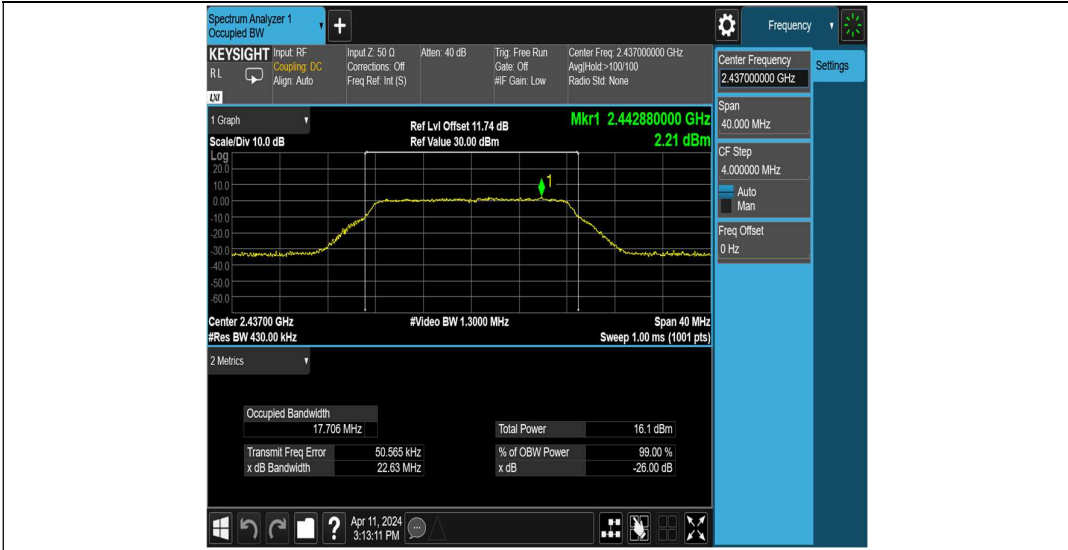 Spectrum Analyzer 1
Occupied BW
Frequency
KEYSIGHT
RL
LXI
Input: RF
Coupling: DC
Align: Auto
Input Z: 50 Ω
Corrections: Off
Freq Ref: Int (S)
Atten: 40 dB
Trig: Free Run
Gate: Off
#IF Gain: Low
Center Freq: 2.437000000 GHz
Avg|Hold:>100/100
Radio Std: None
Center Frequency
2.437000000 GHz
Settings
Span
40.000 MHz
CF Step
4.000000 MHz
Auto
Man
Freq Offset
0 Hz
1 Graph
Scale/Div 10.0 dB
Ref Lvl Offset 11.74 dB
Ref Value 30.00 dBm
Mkr1 2.442880000 GHz
2.21 dBm
Log
20.0
10.0
0.00
-10.0
-20.0
-30.0
-40.0
-50.0
-60.0
1
Center 2.43700 GHz
#Res BW 430.00 kHz
#Video BW 1.3000 MHz
Span 40 MHz
Sweep 1.00 ms (1001 pts)
2 Metrics
Occupied Bandwidth
17.706 MHz
Total Power 16.1 dBm
Transmit Freq Error 50.565 kHz
% of OBW Power 99.00 %
x dB Bandwidth 22.63 MHz
x dB -26.00 dB
?
Apr 11, 2024
3:13:11 PM